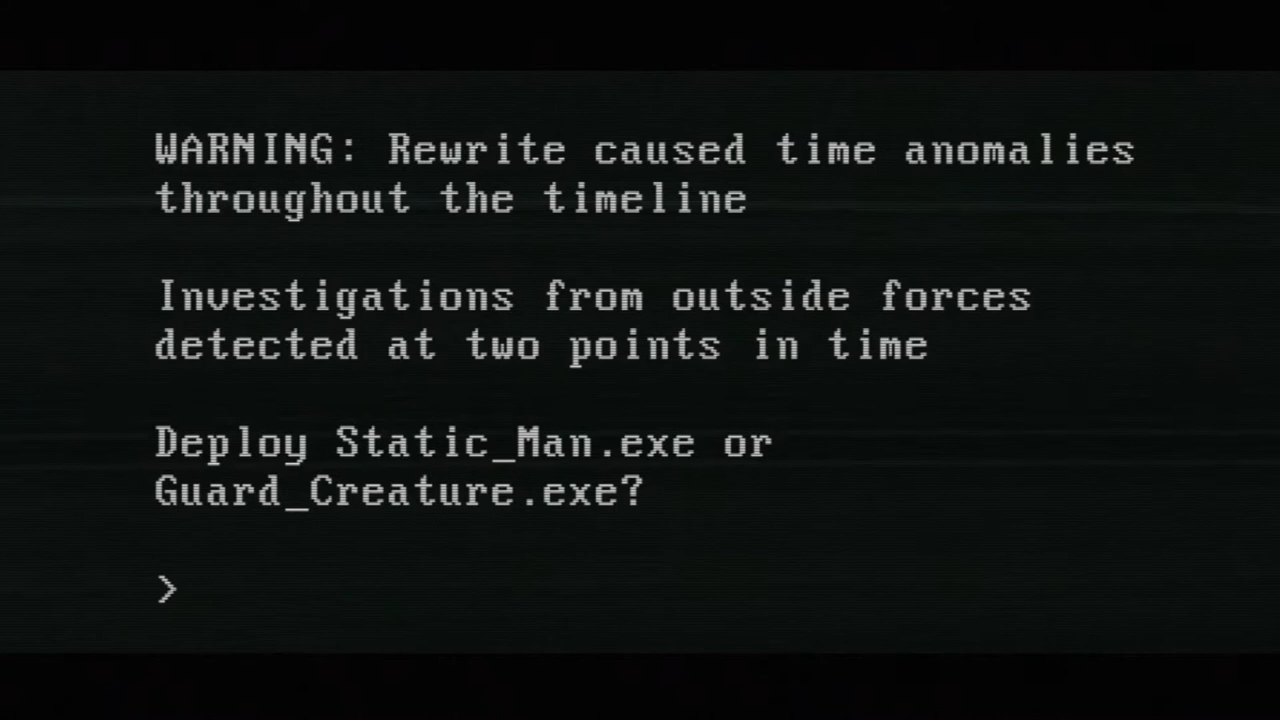 WARNING: Rewrite caused time anomalies
throughout the timeline
Investigations from outside forces
detected at two points in time
Deploy Static_Man.exe or
Guard_Creature.exe?
>